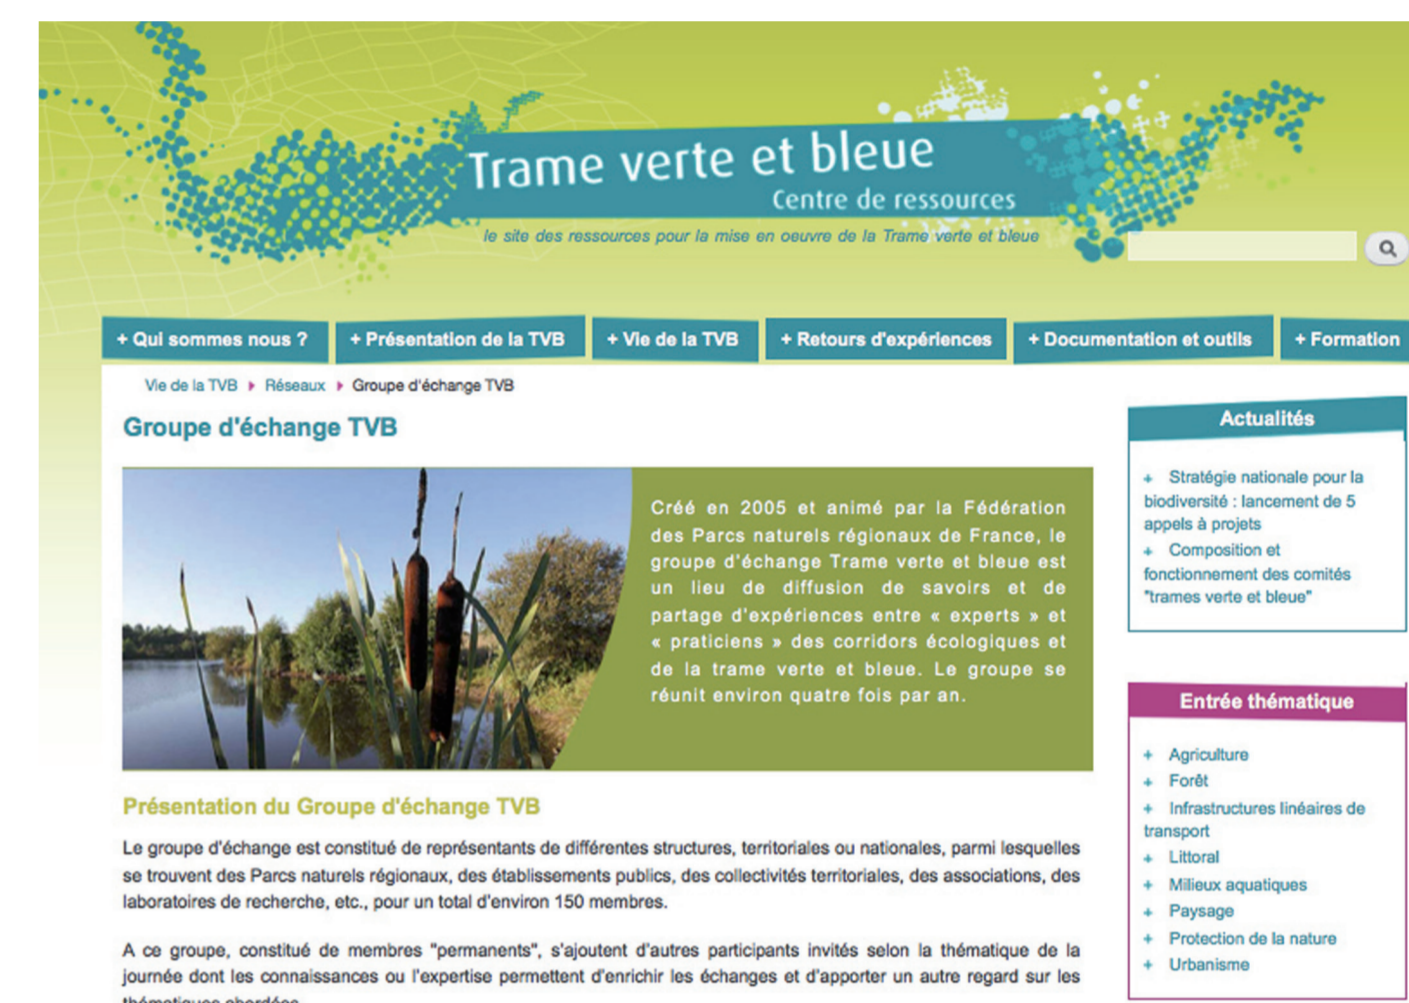 Trame verte et bleue
Centre de ressources
le site des ressources pour la mise en oeuvre de la Trame verte et bleue
+ Qui sommes nous ?
+ Présentation de la TVB
+ Vie de la TVB
+ Retours d'expériences
+ Documentation et outils
+ Formation
Vie de la TVB Réseaux Groupe d'échange TVB
Groupe d'échange TVB
Créé en 2005 et animé par la Fédération
des Parcs naturels régionaux de France, le
groupe d'échange Trame verte et bleue est
un lieu de diffusion de savoirs et de
partage d'expériences entre « experts » et
« praticiens » des corridors écologiques et
de la trame verte et bleue. Le groupe se
réunit environ quatre fois par an.
Présentation du Groupe d'échange TVB
Le groupe d'échange est constitué de représentants de différentes structures, territoriales ou nationales, parmi lesquelles
se trouvent des Parcs naturels régionaux, des établissements publics, des collectivités territoriales, des associations, des
laboratoires de recherche, etc., pour un total d'environ 150 membres.
A ce groupe, constitué de membres "permanents", s'ajoutent d'autres participants invités selon la thématique de la
journée dont les connaissances ou l'expertise permettent d'enrichir les échanges et d'apporter un autre regard sur les
thématiques abordées
Actualités
+ Stratégie nationale pour la
biodiversité : lancement de 5
appels à projets
+ Composition et
fonctionnement des comités
"trames verte et bleue"
Entrée thématique
+ Agriculture
+ Forêt
+ Infrastructures linéaires de
transport
+ Littoral
+ Milieux aquatiques
+ Paysage
+ Protection de la nature
+ Urbanisme